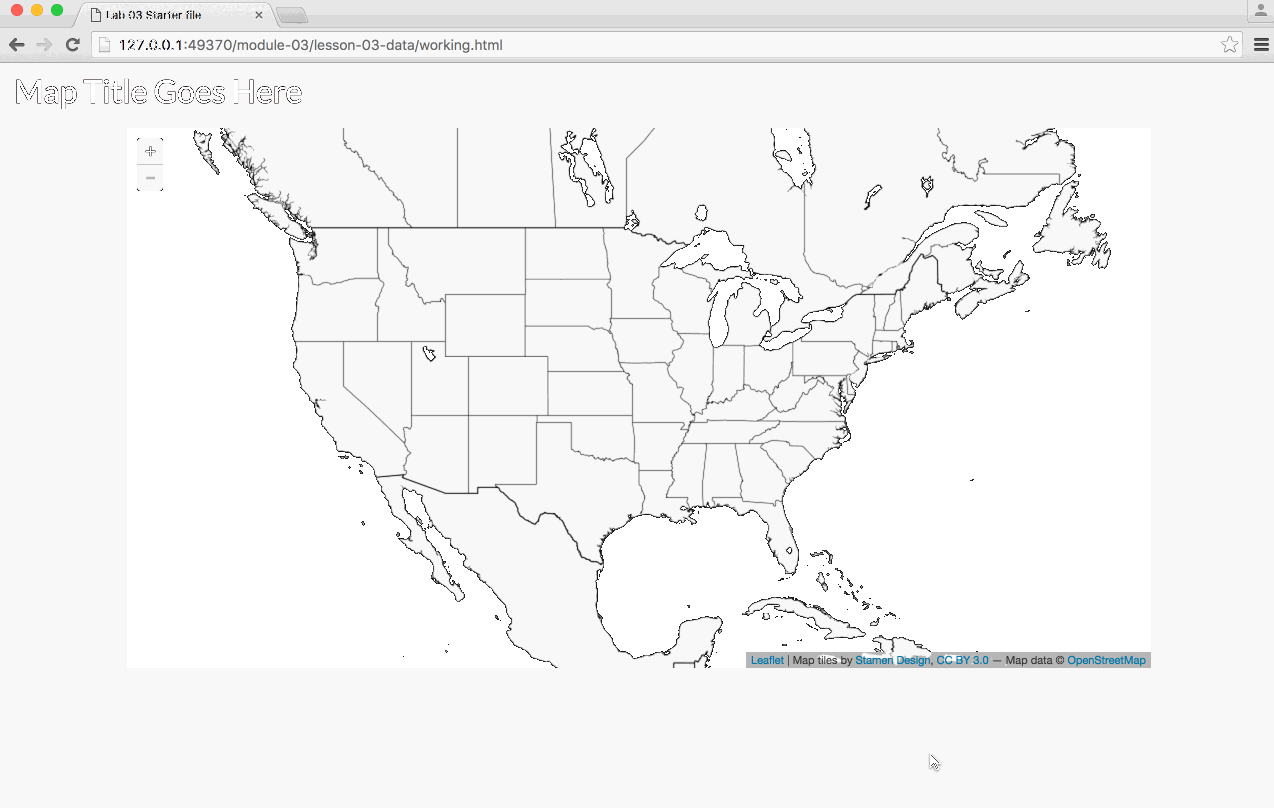 Lab 03 Starter file
127.0.0.1:49370/module-03/lesson-03-data/working.html
Map Title Goes Here
+
−
Leaflet | Map tiles by Stamen Design, CC BY 3.0 — Map data © OpenStreetMap